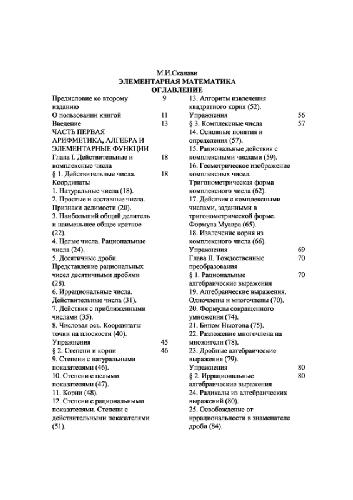 М.И.Сканави
ЭЛЕМЕНТАРНАЯ МАТЕМАТИКА
ОГЛАВЛЕНИЕ
Предисловие ко второму 9
изданию
О пользовании книгой 11
Введение 13
ЧАСТЬ ПЕРВАЯ
АРИФМЕТИКА, АЛГЕБРА И
ЭЛЕМЕНТАРНЫЕ ФУНКЦИИ
Глава I. Действительные и 18
комплексные числа
§ 1. Действительные числа. 18
Координаты
1. Натуральные числа (18).
2. Простые и составные числа.
Признаки делимости (20).
3. Наибольший общий делитель
и наименьшее общее кратное
(22).
4. Целые числа. Рациональные
числа (24).
5. Десятичные дроби.
Представление рациональных
чисел десятичными дробями
(28).
6. Иррациональные числа.
Действительные числа (31).
7. Действия с приближенными
числами (35).
8. Числовая ось. Координаты
точки на плоскости (40).
Упражнения 45
§ 2. Степени и корни 46
9. Степени с натуральными
показателями (46).
10. Степени с целыми
показателями (47).
11. Корни (48).
12. Степени с рациональными
показателями. Степени с
действительными показателями
(51).
13. Алгоритм извлечения
квадратного корня (52).
Упражнения 56
§ 3. Комплексные числа 57
14. Основные понятия и
определения (57).
15. Рациональные действия с
комплексными числами (59).
16. Геометрическое изображение
комплексных чисел.
Тригонометрическая форма
комплексного числа (62).
17. Действия с комплексными
числами, заданными в
тригонометрической форме.
Формула Муавра (65).
18. Извлечение корня из
комплексного числа (66).
Упражнения 69
Глава II. Тождественные 70
преобразования
§ 1. Рациональные 70
алгебраические выражения
19. Алгебраические выражения.
Одночлены и многочлены (70).
20. Формулы сокращенного
умножения (74).
21. Бином Ньютона (75).
22. Разложение многочлена на
множители (78).
23. Дробные алгебраические
выражения (79).
Упражнения 80
§ 2. Иррациональные 80
алгебраические выражения
24. Радикалы из алгебраических
выражений (80).
25. Освобождение от
иррациональности в знаменателе
дроби (84)